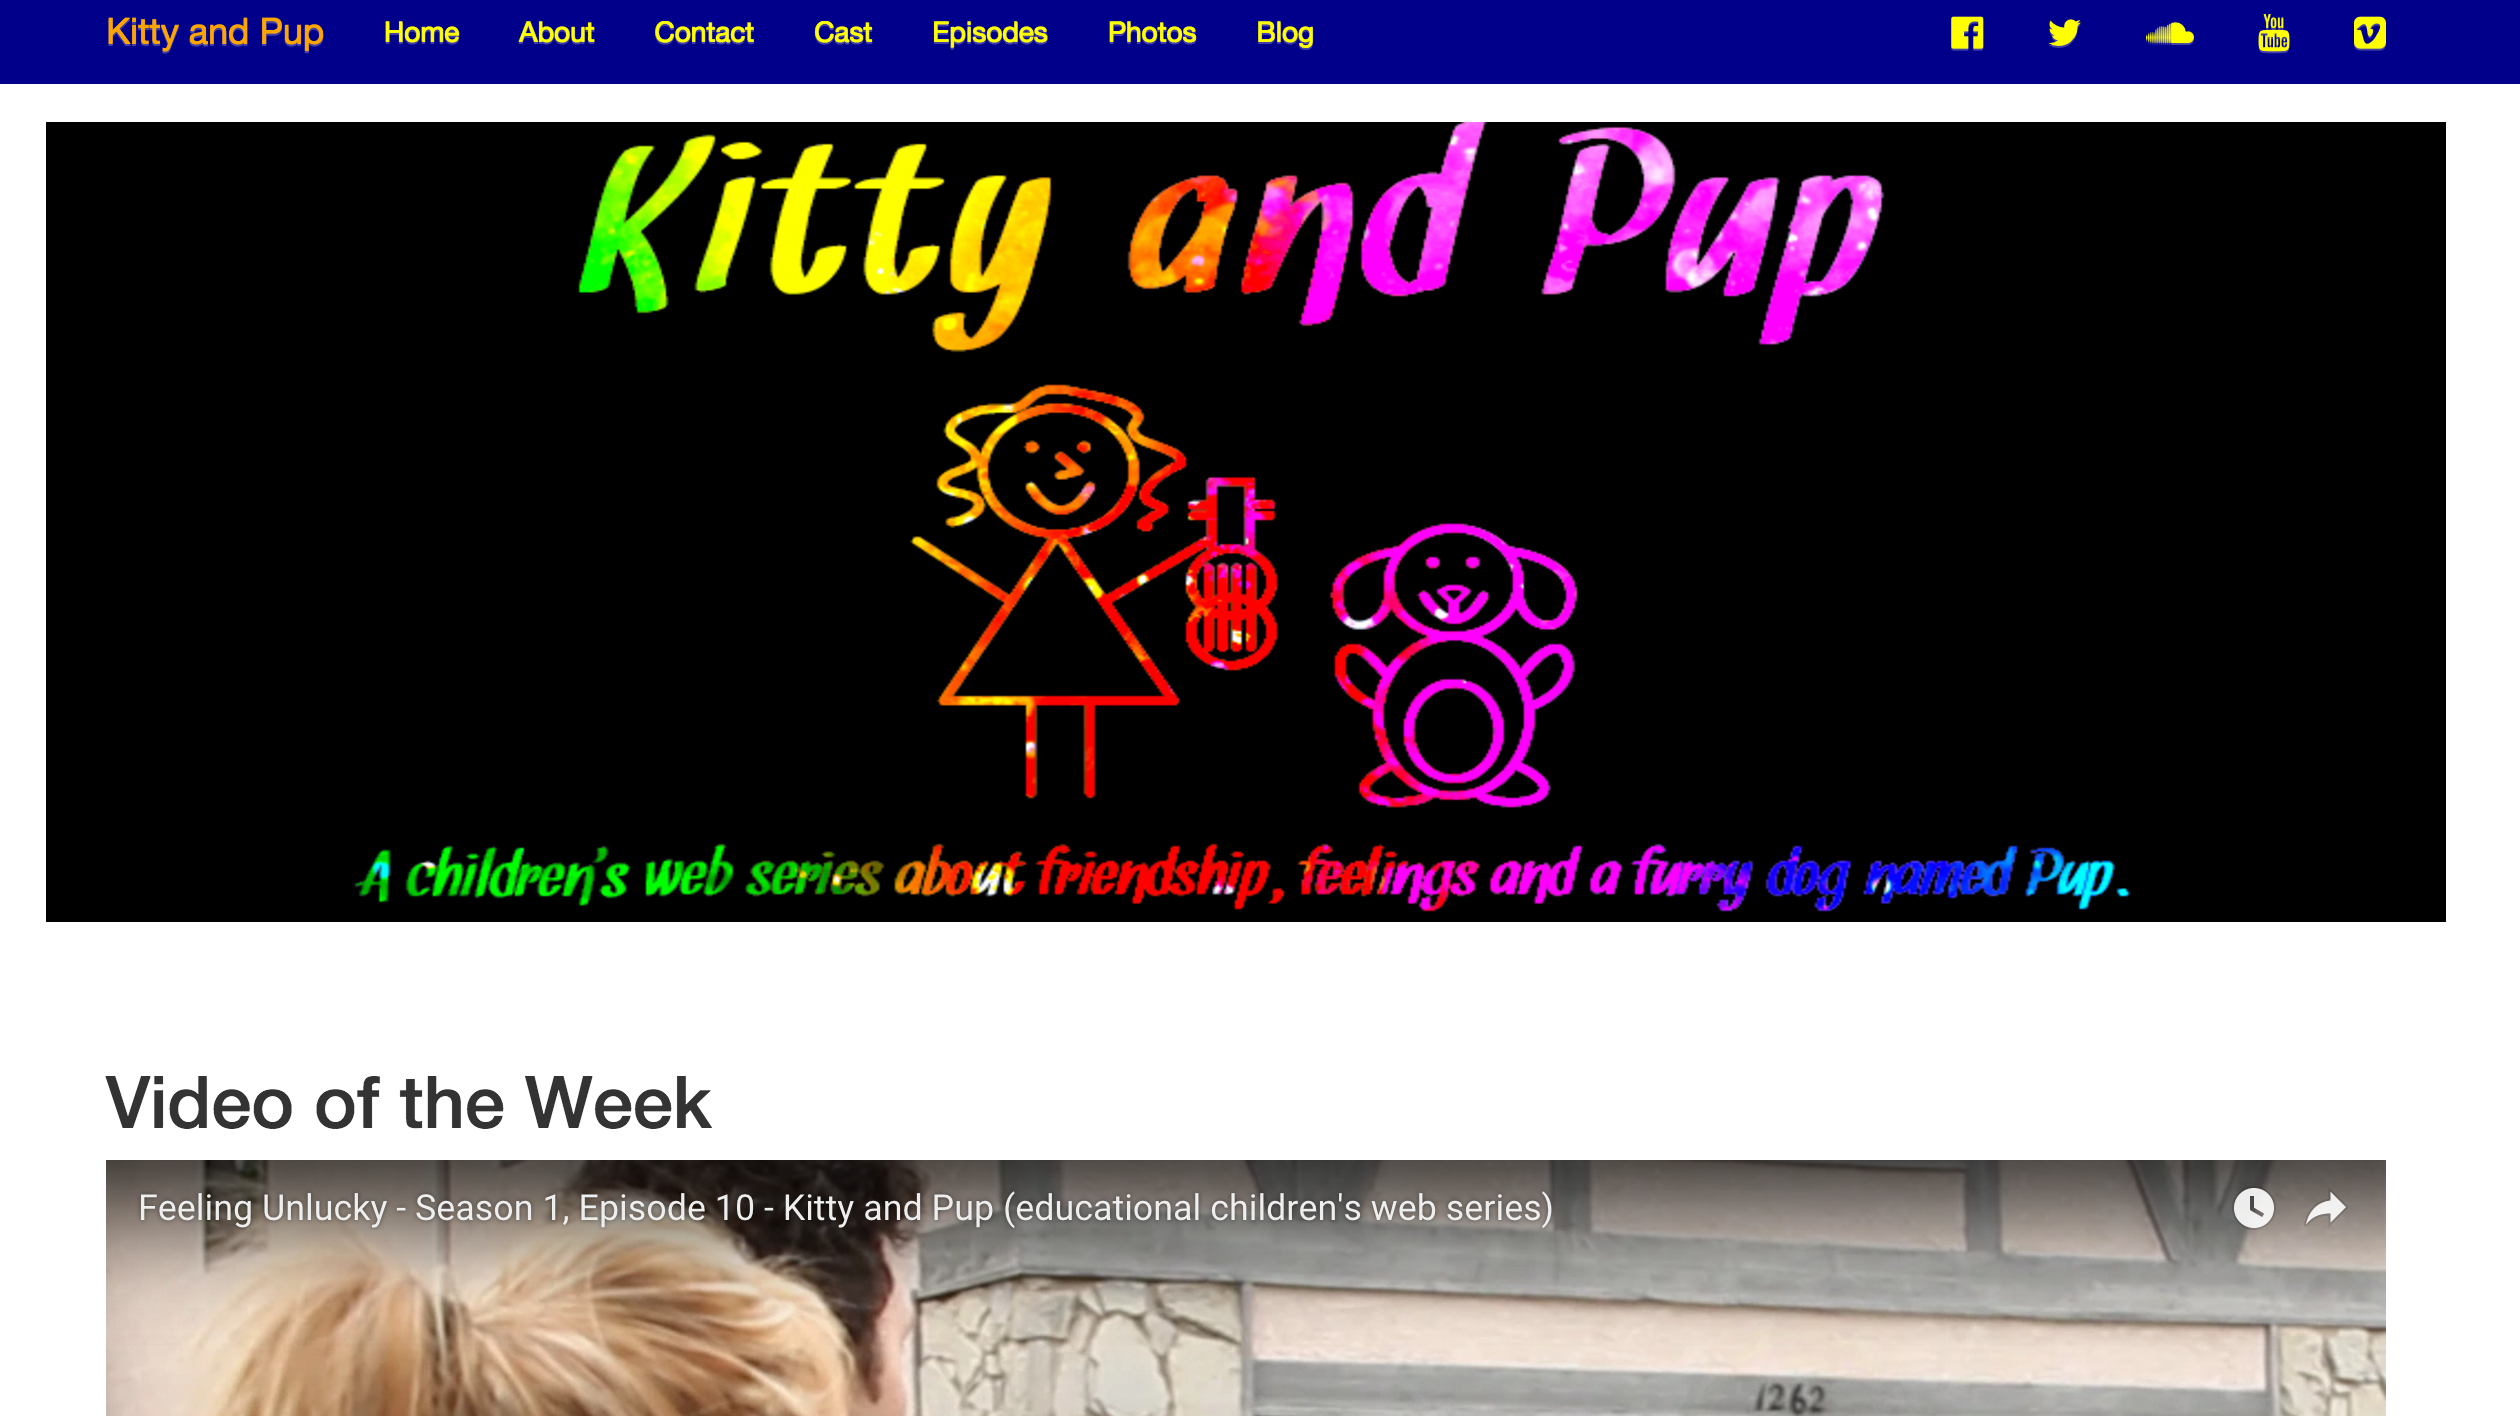 Kitty and Pup Home About Contact Cast Episodes Photos Blog You Tube
Kitty and Pup
A children's web series about friendship, feelings and a furry dog named Pup.
Video of the Week
Feeling Unlucky - Season 1, Episode 10 - Kitty and Pup (educational children's web series)
1262